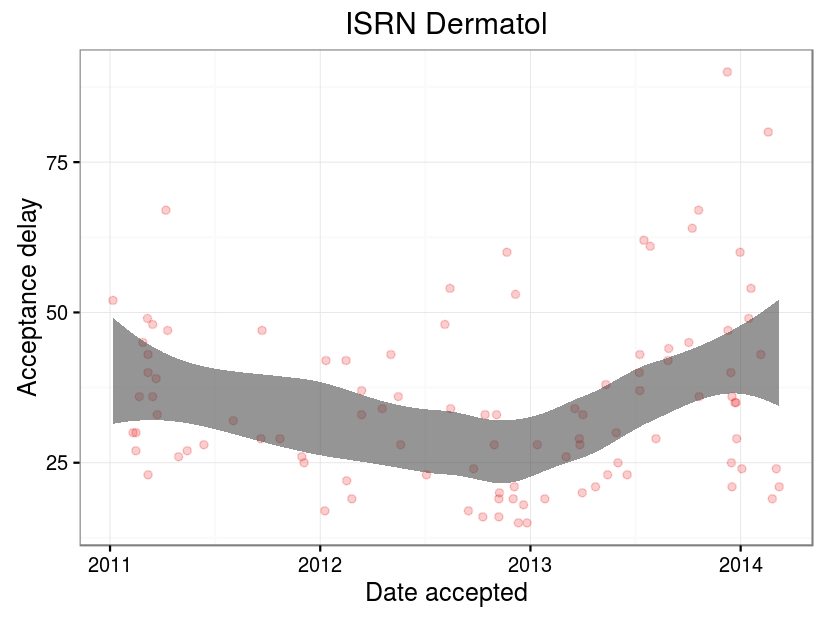 ISRN Dermatol
Acceptance delay
75
50
25
2011 2012 2013 2014
Date accepted